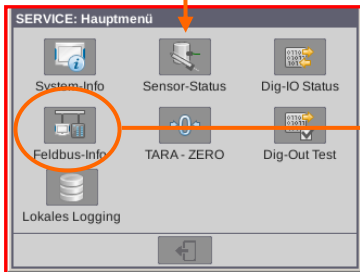 SERVICE: Hauptmenü
System-Info Sensor-Status Dig-IO Status
Feldbus-Info TARA - ZERO Dig-Out Test
Lokales Logging